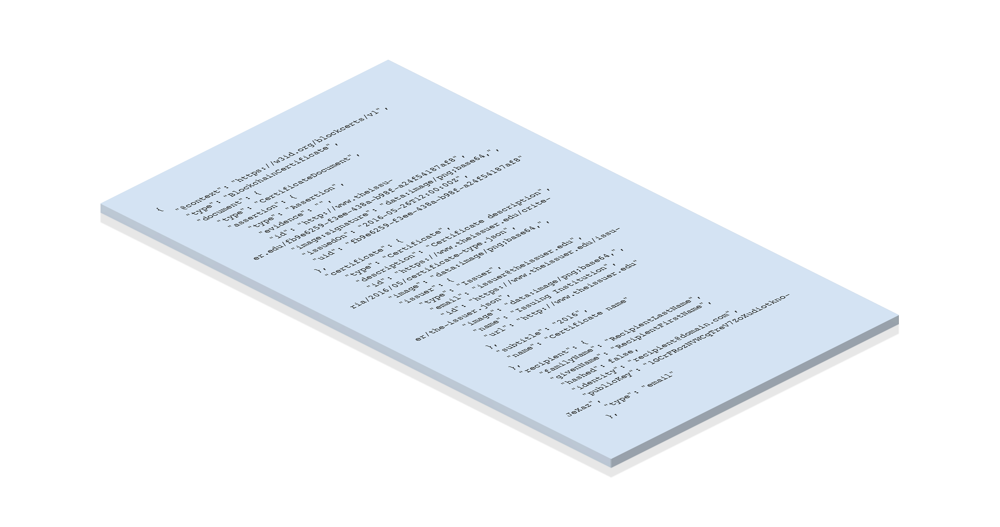 {
"@context": "https://w3id.org/blockcerts/v1",
"type": "BlockchainCertificate",
"document": {
"type": "CertificateDocument",
"assertion": {
"type": "Assertion",
"evidence": "",
"id": "http://www.theissu-
er.edu/fb9e6259-f3ee-438a-b98f-a24f54187af8",
"image:signature": "data:image/png;base64,",
"issuedOn": "2016-05-26T12:00:00Z",
"uid": "fb9e6259-f3ee-438a-b98f-a24f54187af8"
},
"certificate": {
"type": "Certificate",
"description": "Certificate description",
"id": "https://www.theissuer.edu/crite-
ria/2016/05/certificate-type.json",
"image": "data:image/png;base64,",
"issuer": {
"type": "Issuer",
"email": "issuer@theissuer.edu",
"id": "https://www.theissuer.edu/issu-
er/the-issuer.json",
"image": "data:image/png;base64,",
"name": "Issuing Institution",
"url": "http://www.theissuer.edu"
},
"subtitle": "2016",
"name": "Certificate name"
},
"recipient": {
"familyName": "RecipientLastName",
"givenName": "RecipientFirstName",
"hashed": false,
"identity": "recipient@domain.com",
"publicKey": "1GCrFRozNVWCgTreV7ZoXudiotkno-
JeXaz",
"type": "email"
},